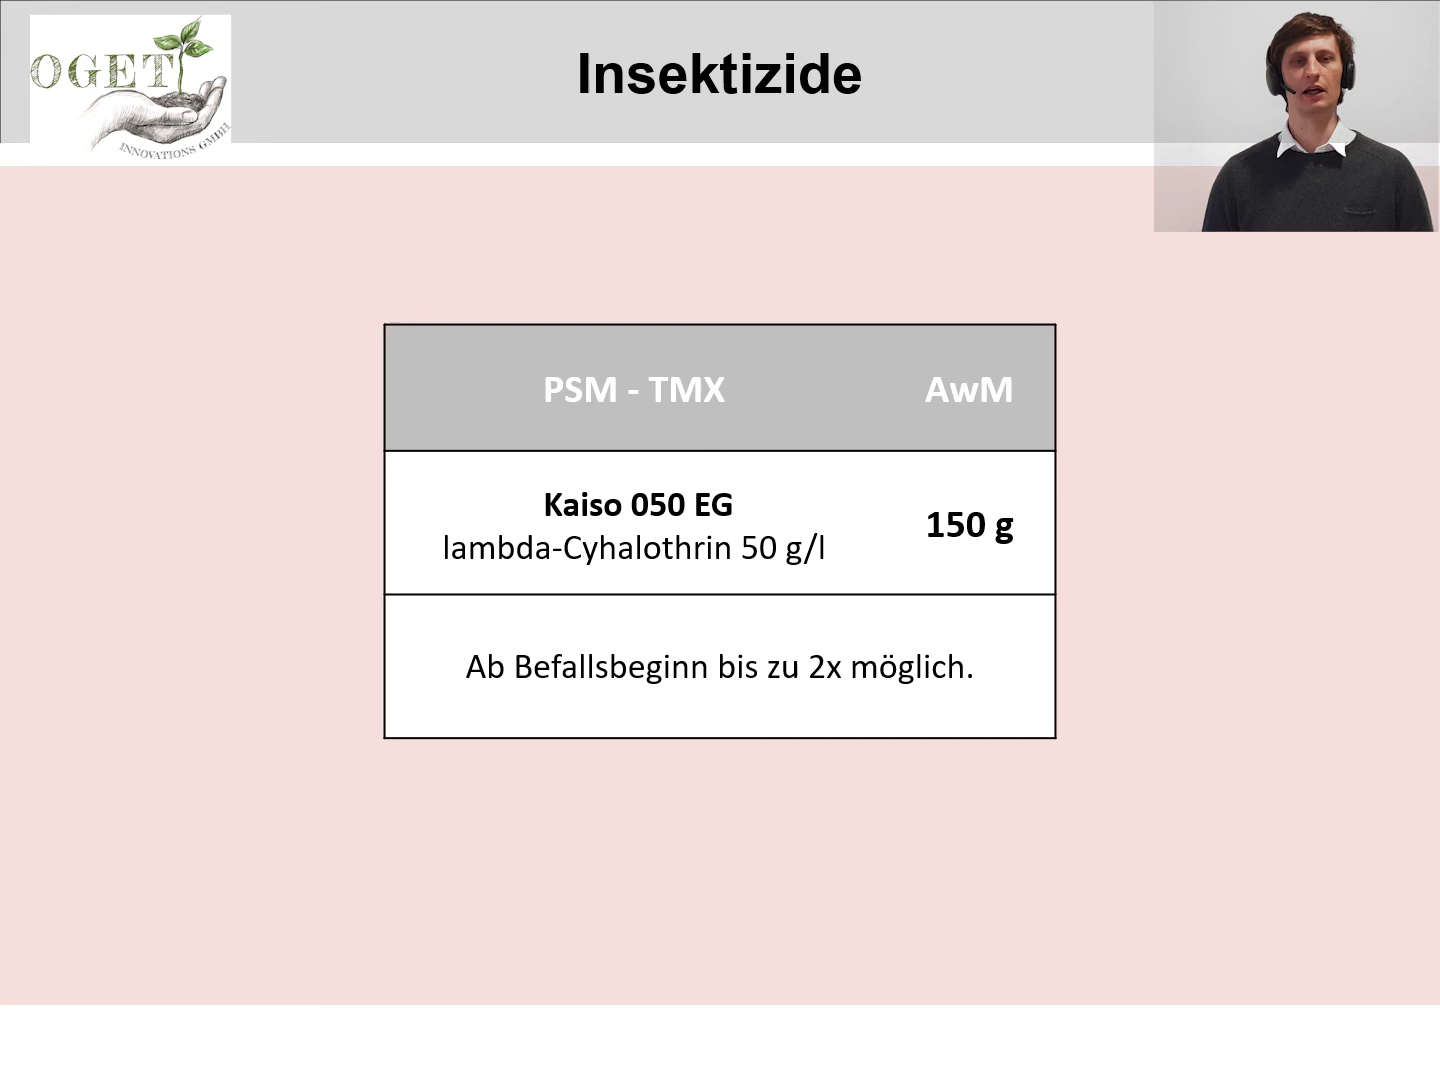 OGET
INNOVATIONS GMBH
Insektizide
PSM - TMX AwM
Kaiso 050 EG
lambda-Cyhalothrin 50 g/l
150 g
Ab Befallsbeginn bis zu 2x möglich.